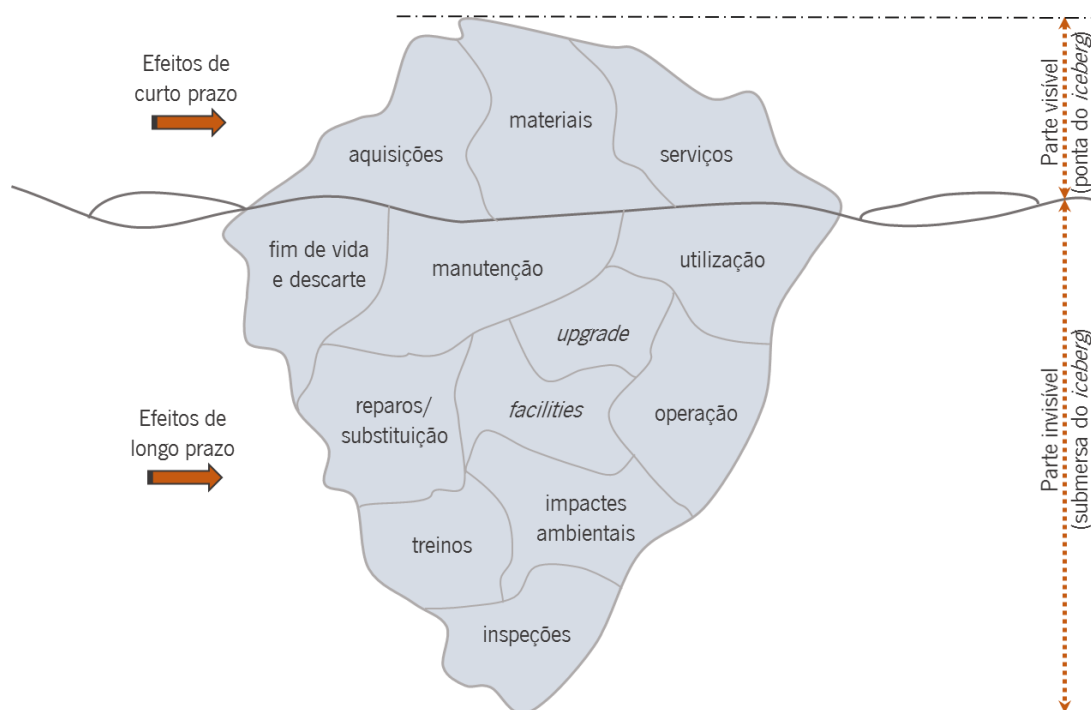 Efeitos de
curto prazo
aquisições
materiais
serviços
Parte visível
(ponta do iceberg)
fim de vida
e descarte
manutenção
utilização
upgrade
Efeitos de
longo prazo
reparos/
substituição
facilities
operação
Parte invisível
(submersa do iceberg)
treinos
impactes
ambientais
inspeções